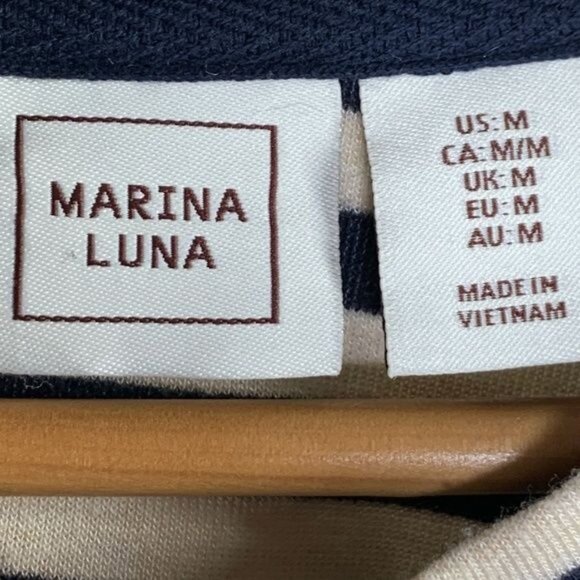 MARINA
LUNA
US: M
CA: M/M
UK: M
EU: M
AU: M
MADE IN
VIETNAM